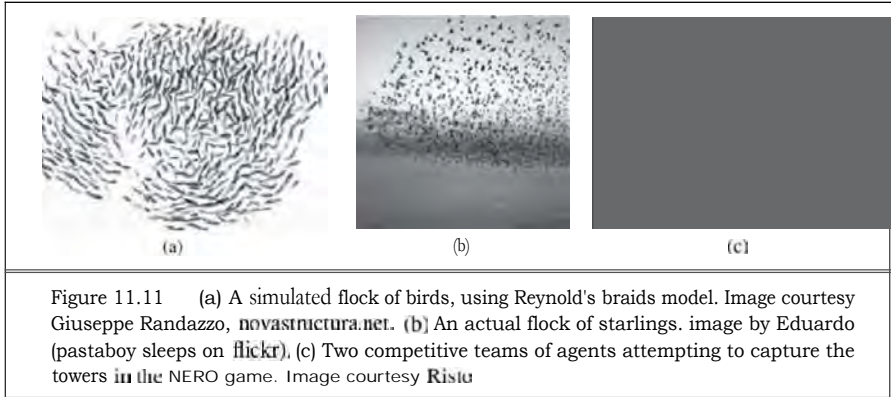 (a) (b) (c)
Figure 11.11 (a) A simulated flock of birds, using Reynold's braids model. Image courtesy
Giuseppe Randazzo, novastructura.net. (b) An actual flock of starlings. image by Eduardo
(pastaboy sleeps on flickr). (c) Two competitive teams of agents attempting to capture the
towers in the NERO game. Image courtesy Risto